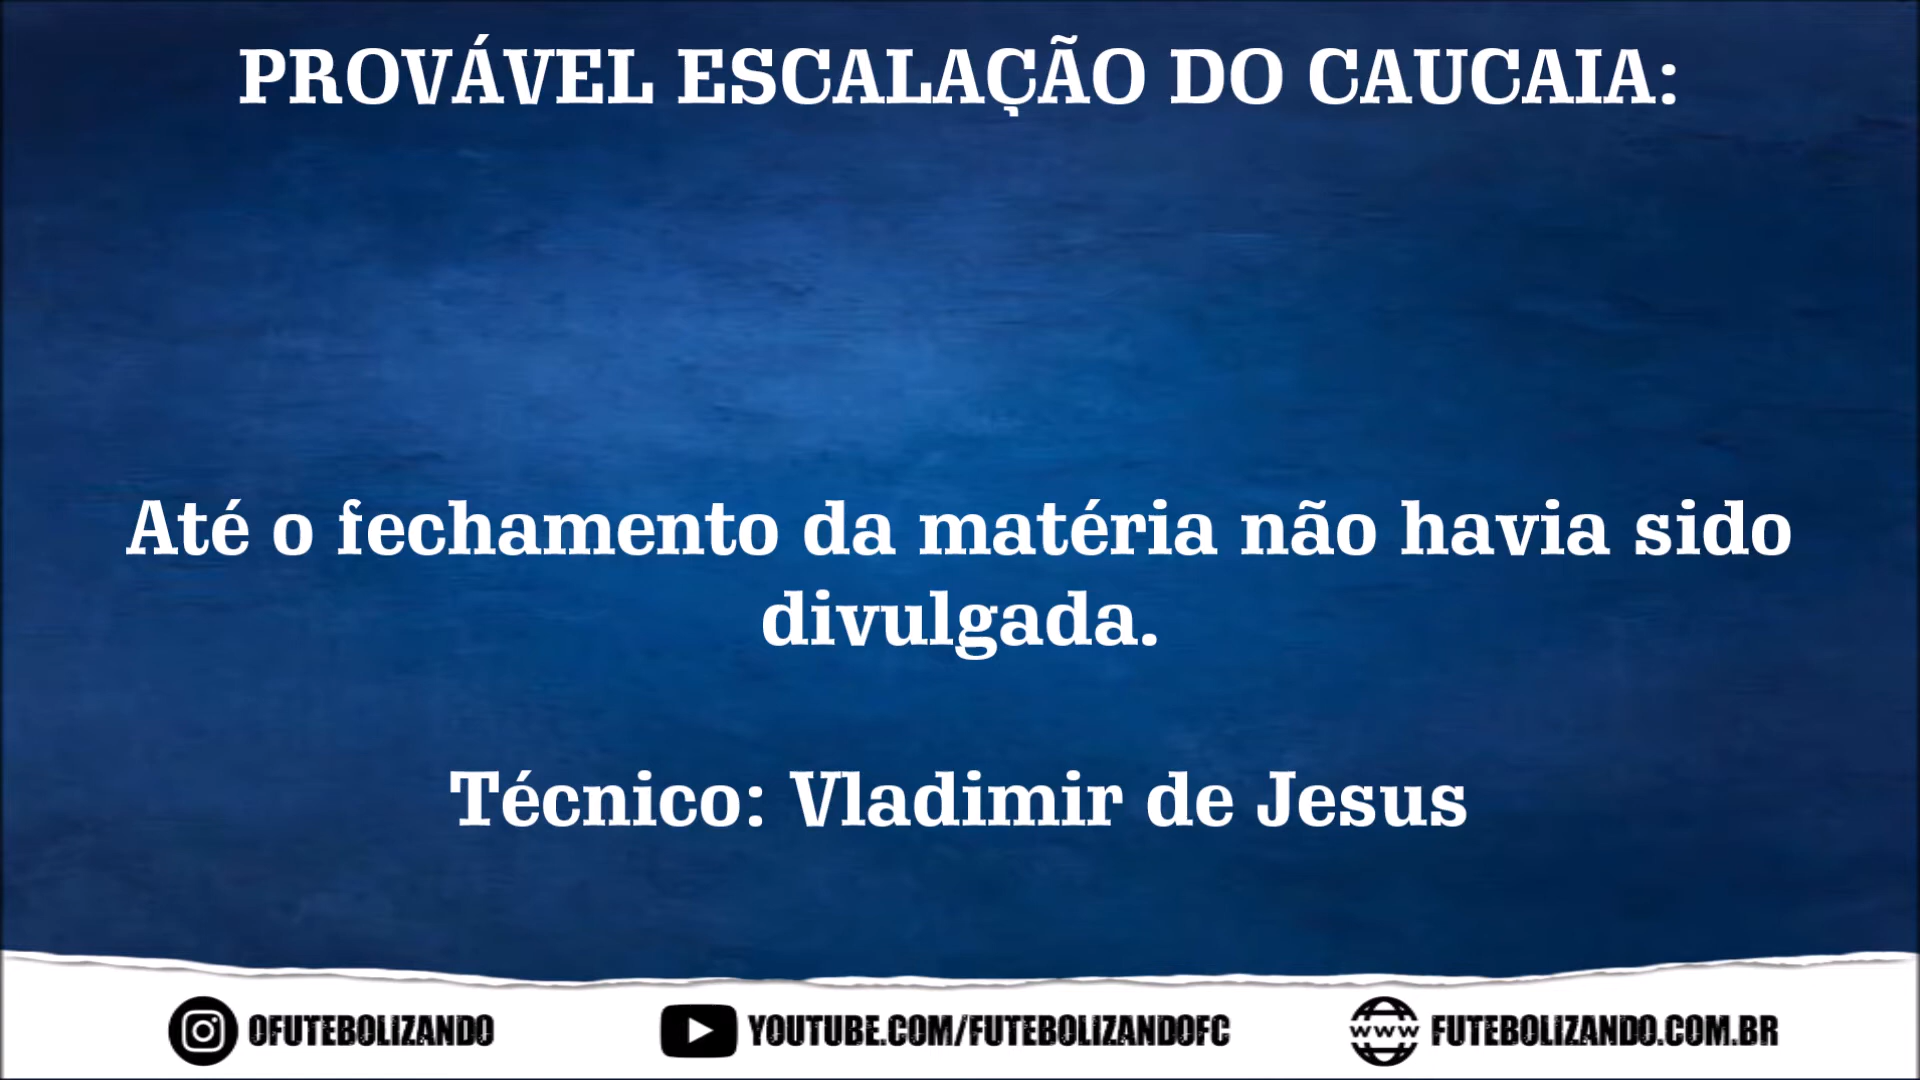 PROVÁVEL ESCALAÇÃO DO CAUCAIA:
Até o fechamento da matéria não havia sido
divulgada.
Técnico: Vladimir de Jesus
OFUTEBOLIZANDO
YOUTUBE.COM/FUTEBOLIZANDOFC
WWW
FUTEBOLIZANDO.COM.BR